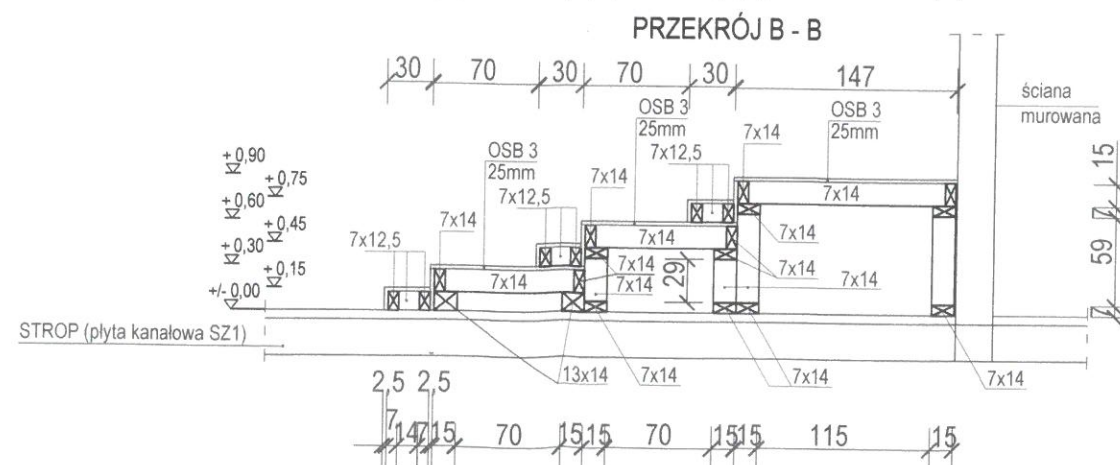 PRZEKRÓJ B - B
30 70 30 70 30 147
ściana
murowana
OSB 3
25mm
OSB 3
25mm
OSB 3
25mm
+ 0,90
+ 0,75
+ 0,60
+ 0,45
+ 0,30
+ 0,15
+/- 0,00
7x12,5
7x14
7x12,5
7x14
7x12,5
7x14
7x14
7x14
7x14
7x14
7x14
7x14
7x14
7x14
7x14
29
15
7
59
7
STROP (płyta kanałowa SZ1)
13x14
7x14
7x14
7x14
2,5 2,5
7 14 7 15 70 15 15 70 15 15 115 15